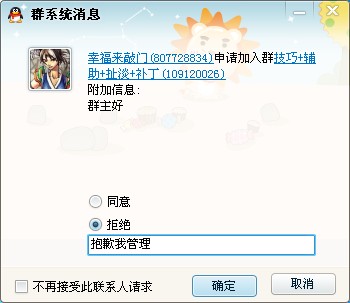 群系统消息
幸福来敲门(807728834)申请加入群技巧+辅
助+扯淡+补丁(109120026)
附加信息:
群主好
同意
拒绝
抱歉我管理
不再接受此联系人请求
确定
取消